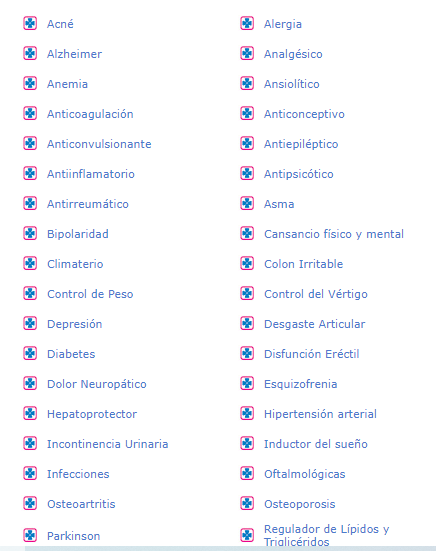 Acné
Alergia
Alzheimer
Analgésico
Anemia
Ansiolítico
Anticoagulación
Anticonceptivo
Anticonvulsionante
Antiepiléptico
Antiinflamatorio
Antipsicótico
Antirreumático
Asma
Bipolaridad
Cansancio físico y mental
Climaterio
Colon Irritable
Control de Peso
Control del Vértigo
Depresión
Desgaste Articular
Diabetes
Disfunción Eréctil
Dolor Neuropático
Esquizofrenia
Hepatoprotector
Hipertensión arterial
Incontinencia Urinaria
Inductor del sueño
Infecciones
Oftalmológicas
Osteoartritis
Osteoporosis
Parkinson
Regulador de Lípidos y
Triglicéridos